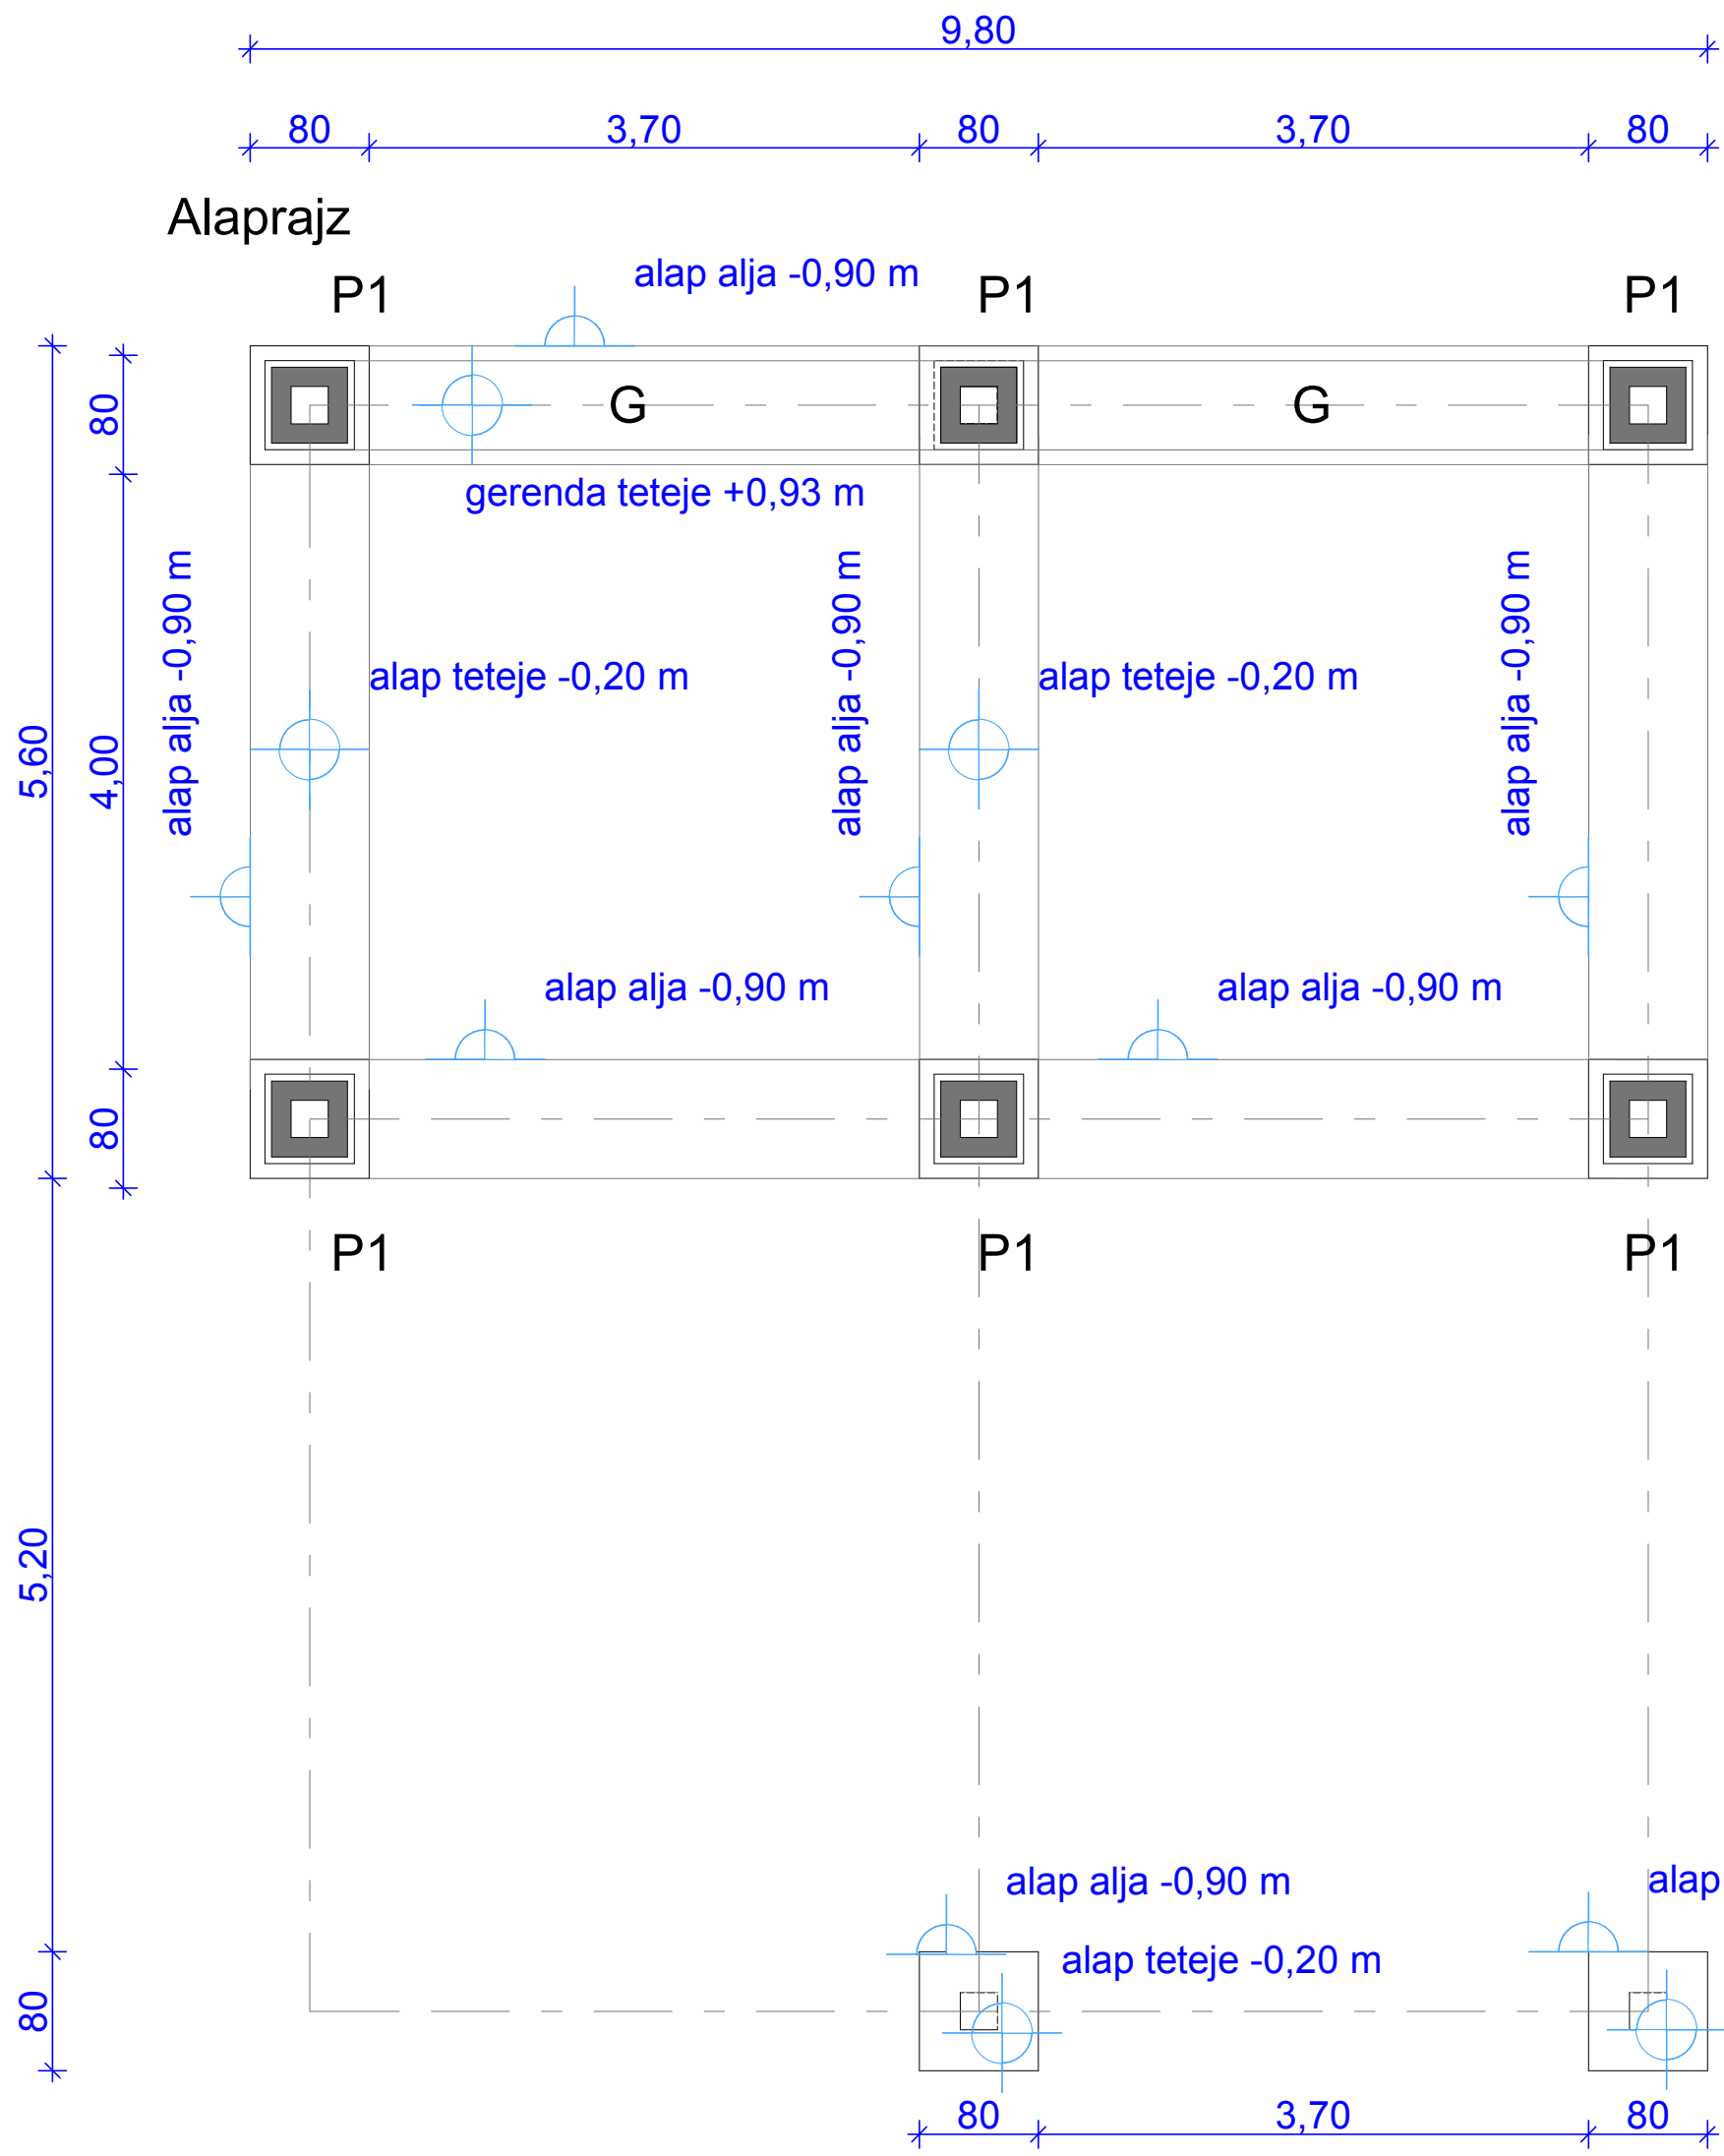 9,80
80 3,70 80 3,70 80
Alaprajz
alap alja -0,90 m
P1 P1 P1
80
G G
gerenda teteje +0,93 m
alap alja -0,90 m
alap alja -0,90 m
alap alja -0,90 m
alap teteje -0,20 m alap teteje -0,20 m
5,60
4,00
alap alja -0,90 m alap alja -0,90 m
80
P1 P1 P1
5,20
alap alja -0,90 m alap
alap teteje -0,20 m
80
80 3,70 80